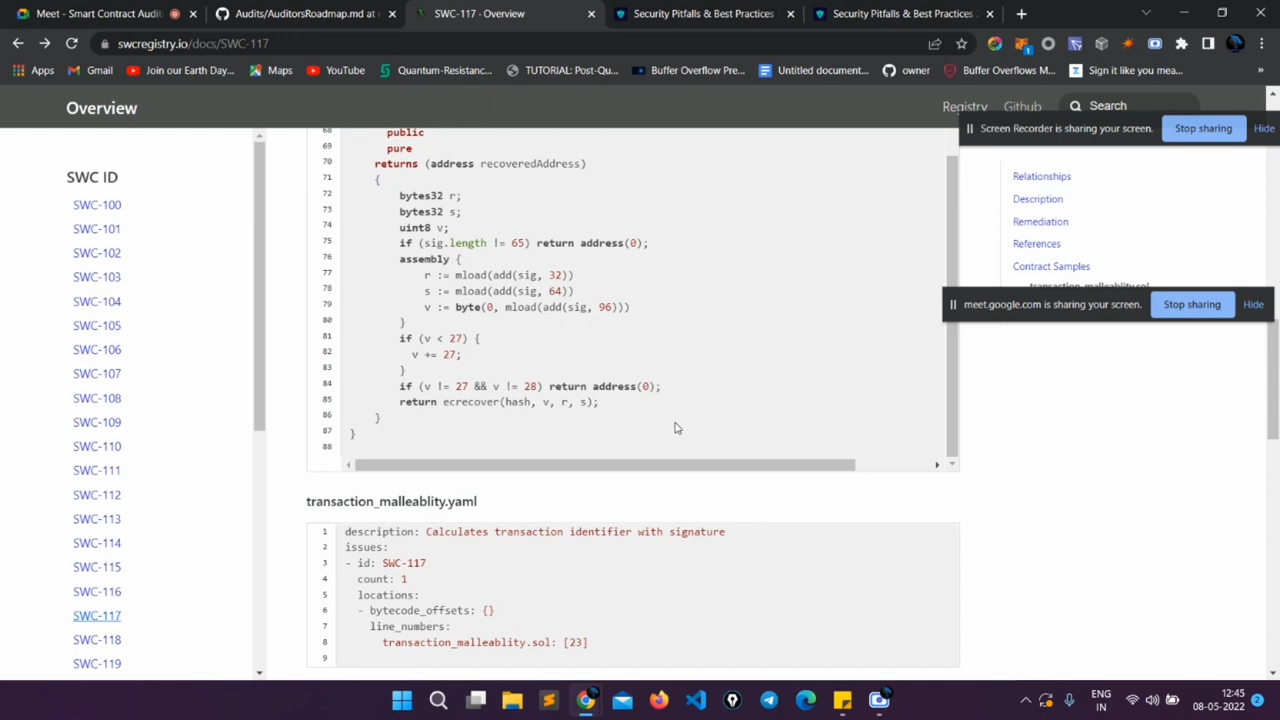 Meet - Smart Contract Audit
Audits/AuditorsRoadmap.md at m
SWC-117 · Overview
Security Pitfalls & Best Practices
Security Pitfalls & Best Practices
swcregistry.io/docs/SWC-117
Apps
Gmail
Join our Earth Day...
Maps
YouTube
Quantum-Resistanc...
TUTORIAL: Post-Qu...
Buffer Overflow Pre...
Untitled document...
owner
Buffer Overflows M...
Sign it like you mea...
»
Overview
Registry
Github
Search
Screen Recorder is sharing your screen.
Stop sharing
Hide
SWC ID
SWC-100
SWC-101
SWC-102
SWC-103
SWC-104
SWC-105
SWC-106
SWC-107
SWC-108
SWC-109
SWC-110
SWC-111
SWC-112
SWC-113
SWC-114
SWC-115
SWC-116
SWC-117
SWC-118
SWC-119
68 public
69 pure
70 returns (address recoveredAddress)
71 {
72 bytes32 r;
73 bytes32 s;
74 uint8 v;
75 if (sig.length != 65) return address(0);
76 assembly {
77 r := mload(add(sig, 32))
78 s := mload(add(sig, 64))
79 v := byte(0, mload(add(sig, 96)))
80 }
81 if (v < 27) {
82 v += 27;
83 }
84 if (v != 27 && v != 28) return address(0);
85 return ecrecover(hash, v, r, s);
86 }
87 }
88
transaction_malleablity.yaml
1 description: Calculates transaction identifier with signature
2 issues:
3 - id: SWC-117
4 count: 1
5 locations:
6 - bytecode_offsets: {}
7 line_numbers:
8 transaction_malleablity.sol: [23]
9
Relationships
Description
Remediation
References
Contract Samples
transaction_malleablity.sol
meet.google.com is sharing your screen.
Stop sharing
Hide
ENG
IN
12:45
08-05-2022
2